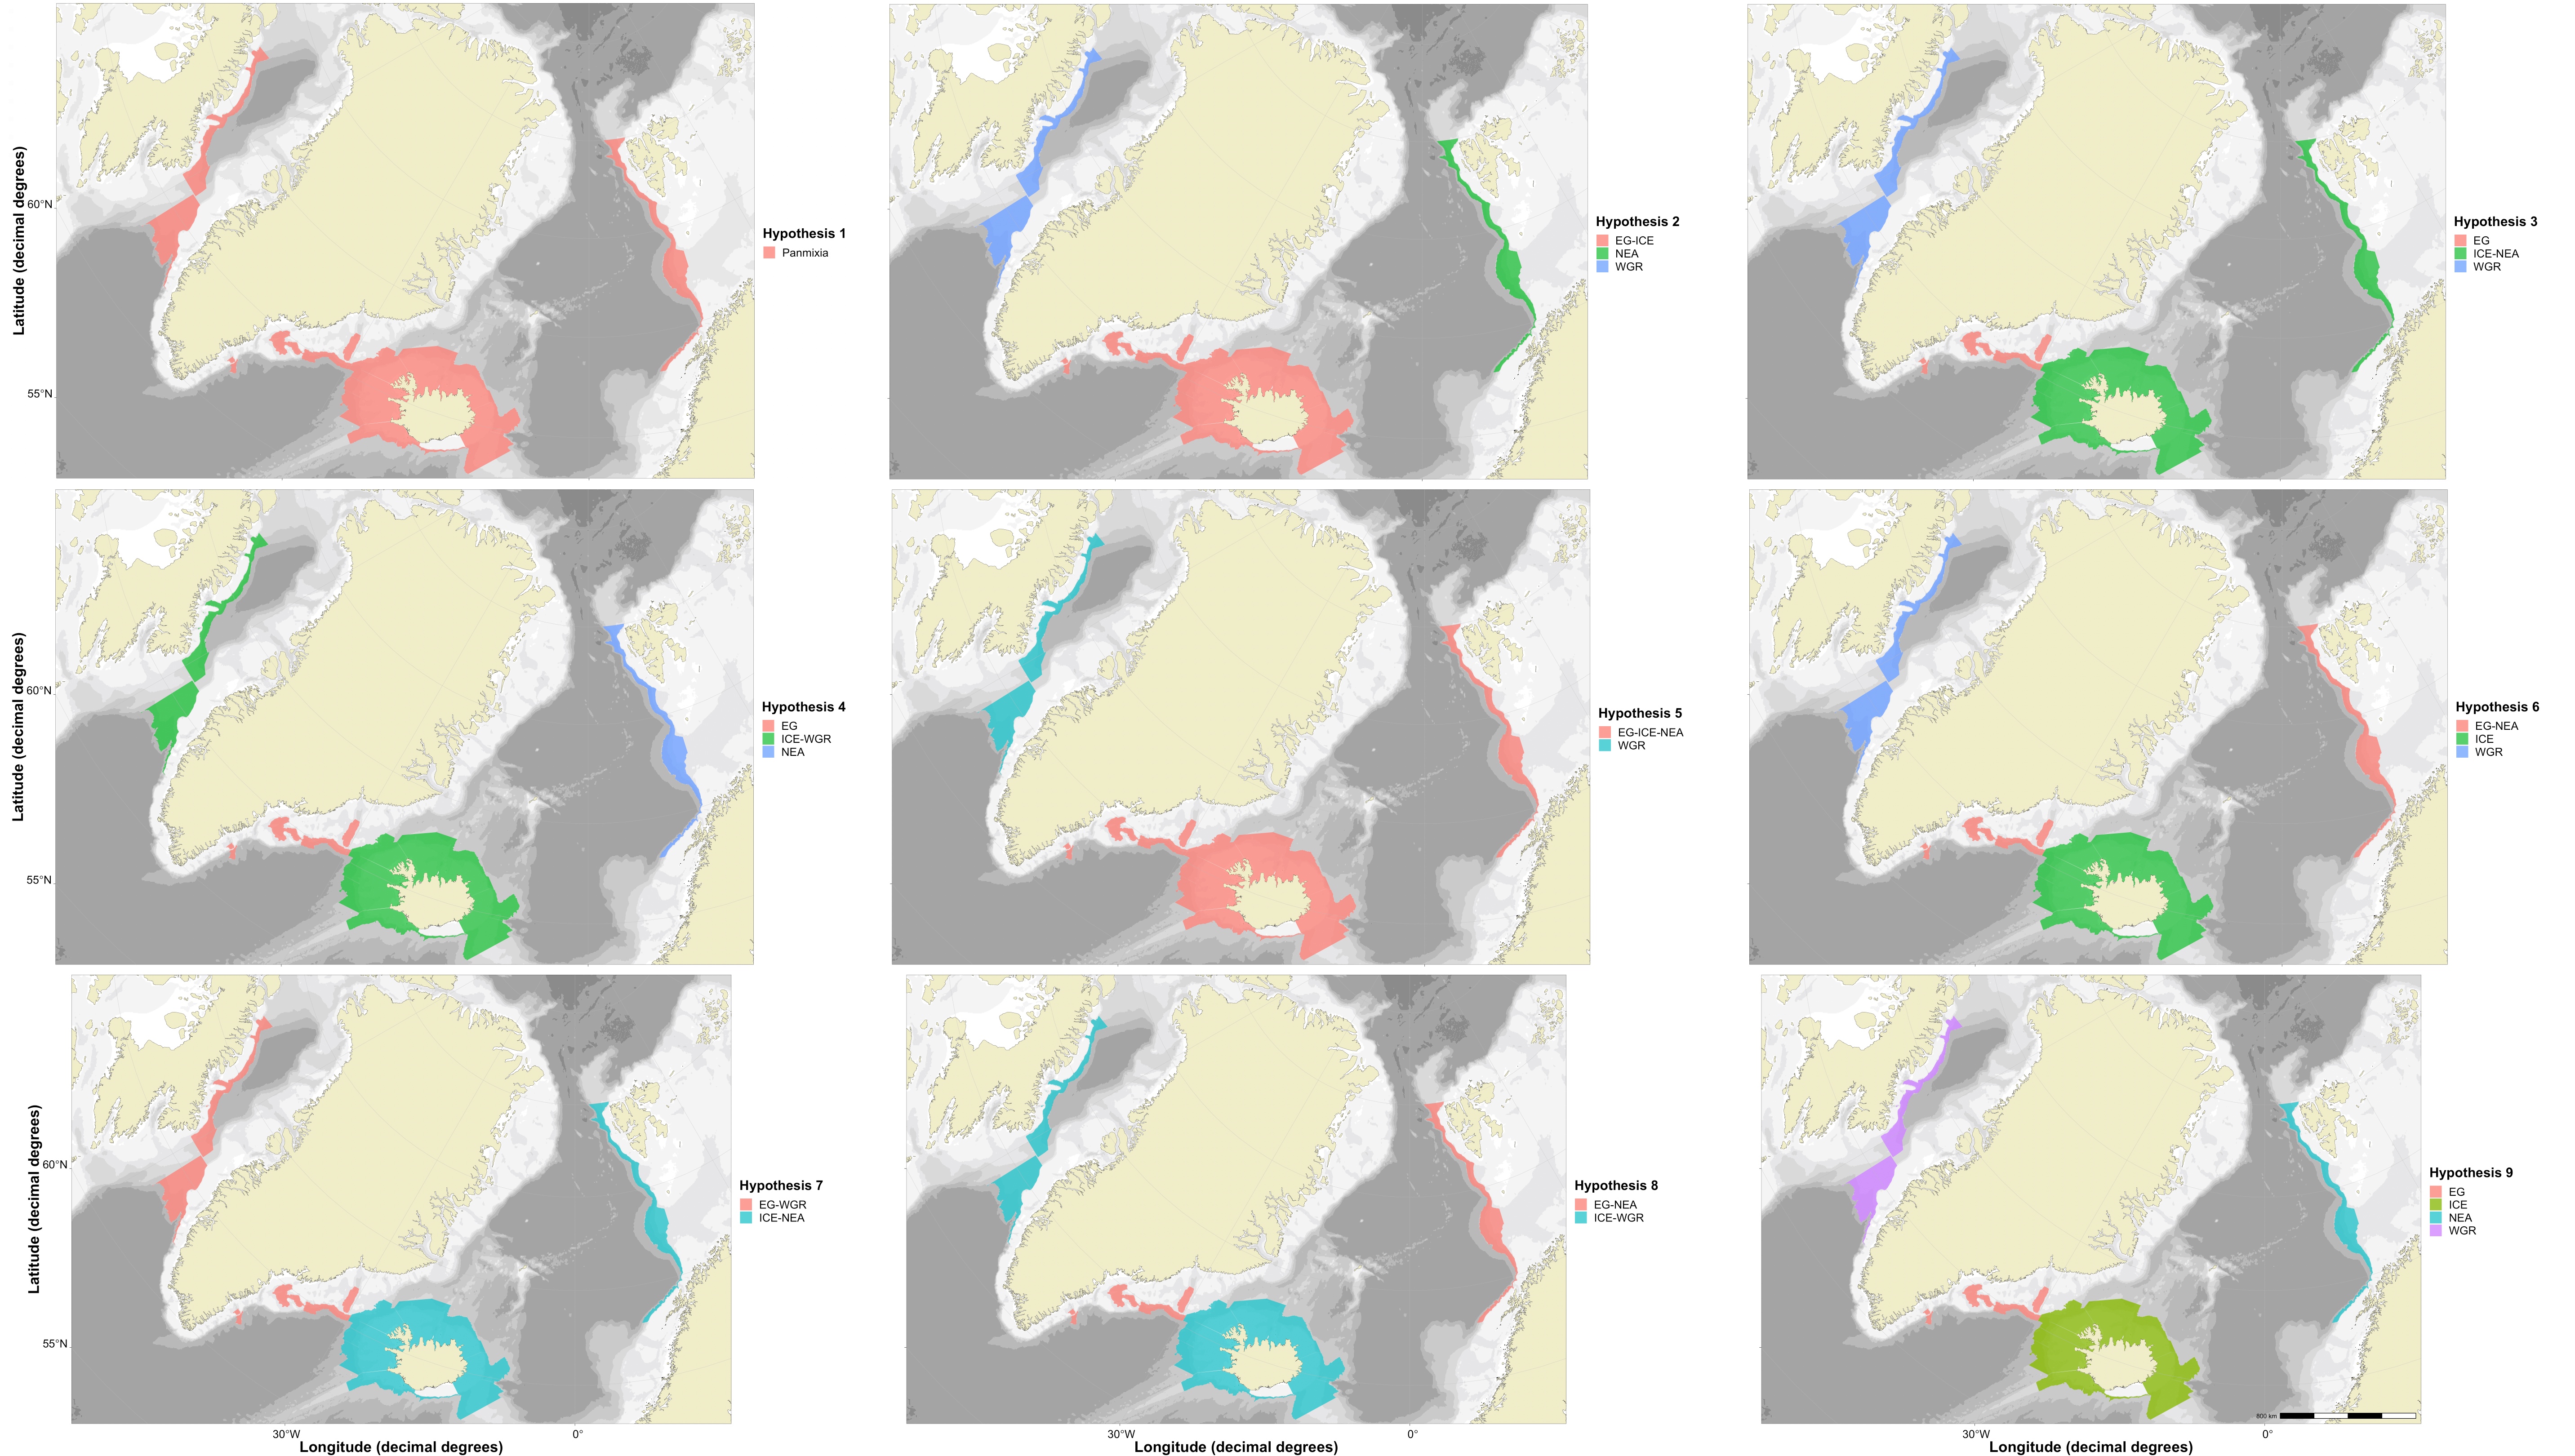 Latitude (decimal degrees)
60°N
55°N
Hypothesis 1
Panmixia
Hypothesis 2
EG-ICE
NEA
WGR
Hypothesis 3
EG
ICE-NEA
WGR
Latitude (decimal degrees)
60°N
55°N
Hypothesis 4
EG
ICE-WGR
NEA
Hypothesis 5
EG-ICE-NEA
WGR
Hypothesis 6
EG-NEA
ICE
WGR
Latitude (decimal degrees)
60°N
55°N
Hypothesis 7
EG-WGR
ICE-NEA
30°W
0°
Longitude (decimal degrees)
Hypothesis 8
EG-NEA
ICE-WGR
30°W
0°
Longitude (decimal degrees)
Hypothesis 9
EG
ICE
NEA
WGR
800 km
30°W
0°
Longitude (decimal degrees)